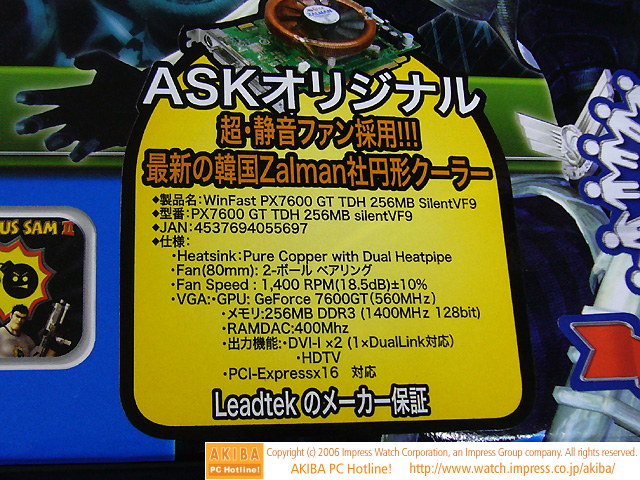 ZALMAN
ASKオリジナル
超・静音ファン採用!!!
最新の韓国Zalman社円形クーラー
◆製品名:WinFast PX7600 GT TDH 256MB SilentVF9
◆型番:PX7600 GT TDH 256MB silentVF9
◆JAN:4537694055697
◆仕様:
・Heatsink:Pure Copper with Dual Heatpipe
・Fan(80mm): 2-ボール ベアリング
・Fan Speed : 1,400 RPM(18.5dB)±10%
・VGA:・GPU: GeForce 7600GT(560MHz)
・メモリ:256MB DDR3 (1400MHz 128bit)
・RAMDAC:400Mhz
・出力機能:・DVI-I ×2 (1×DualLink対応)
・HDTV
・PCI-Expressx16 対応
Leadtek のメーカー保証
US SAM II
AKIBA
PC Hotline!
Copyright (c) 2006 Impress Watch Corporation, an Impress Group company. All rights reserved.
AKIBA PC Hotline! http://www.watch.impress.co.jp/akiba/